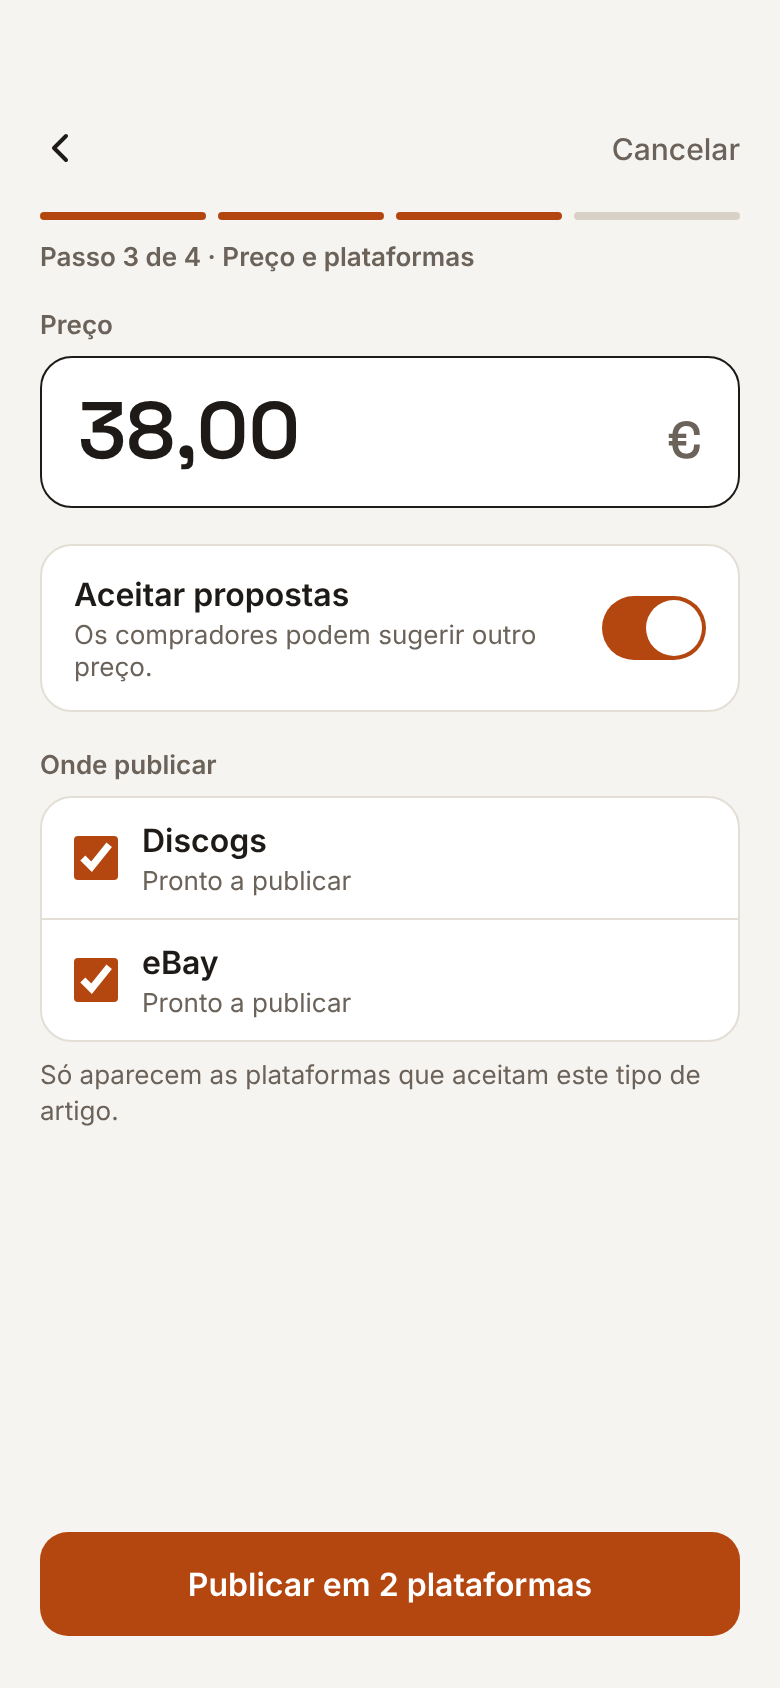 Cancelar
Passo 3 de 4 · Preço e plataformas
Preço
38,00 €
Aceitar propostas
Os compradores podem sugerir outro
preço.
Onde publicar
Discogs
Pronto a publicar
eBay
Pronto a publicar
Só aparecem as plataformas que aceitam este tipo de
artigo.
Publicar em 2 plataformas